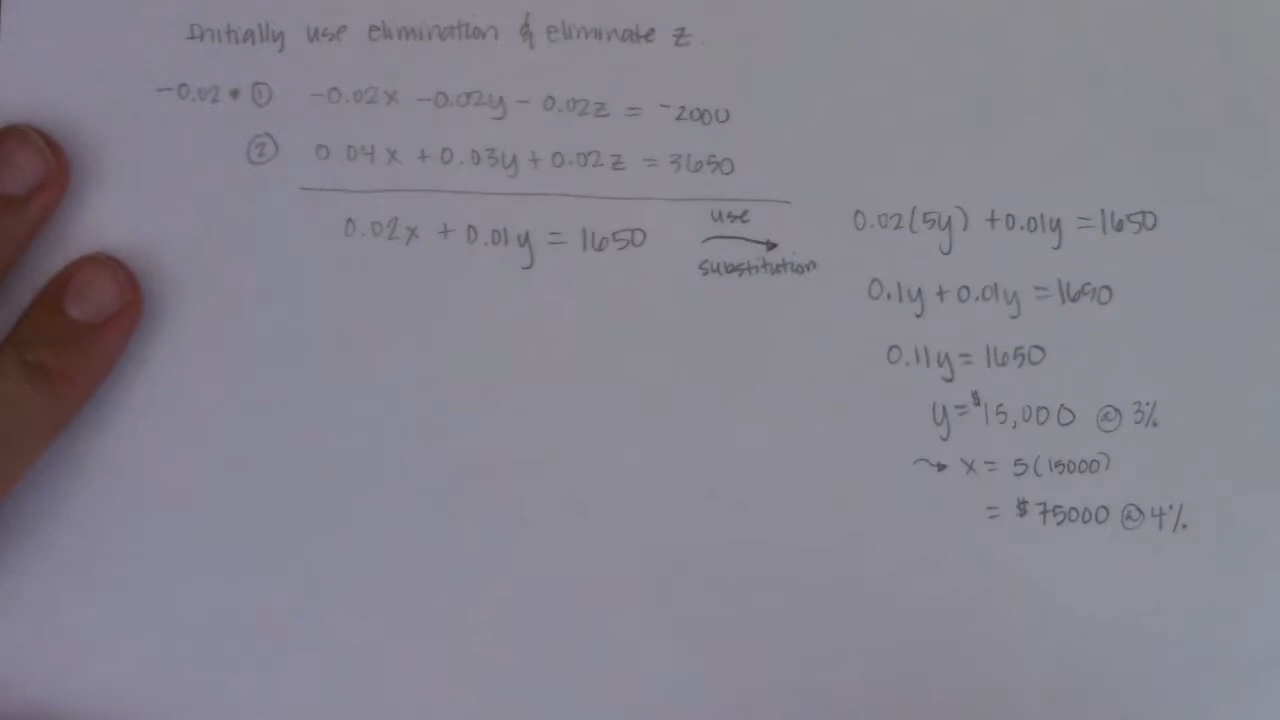 Initially use elimination & eliminate z.
-0.02 * ① -0.02x -0.02y - 0.02z = -2000
② 0.04x + 0.03y + 0.02z = 3650
0.02x + 0.01y = 1650
use
substitution
0.02(5y) + 0.01y = 1650
0.1y + 0.01y = 1650
0.11y = 1650
y = $15,000 @ 3%
→ x = 5(15000)
= $75000 @ 4%